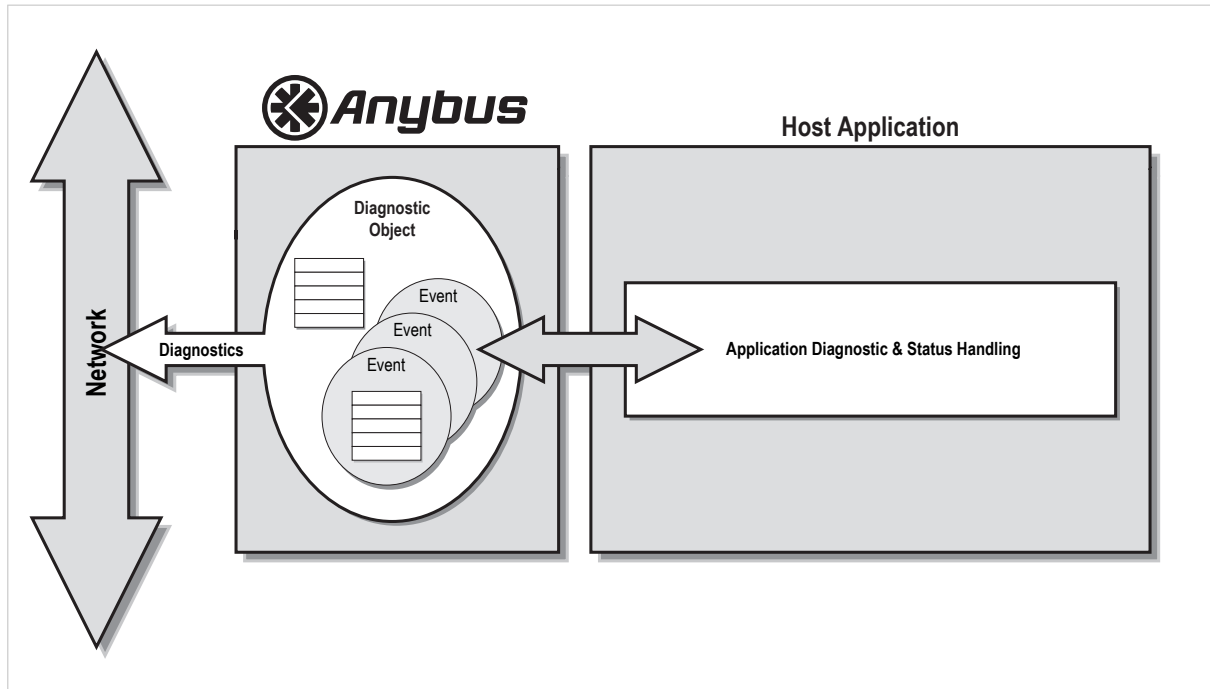 Anybus
Host Application
Diagnostic
Object
Event
Event
Event
Network
Diagnostics
Application Diagnostic & Status Handling